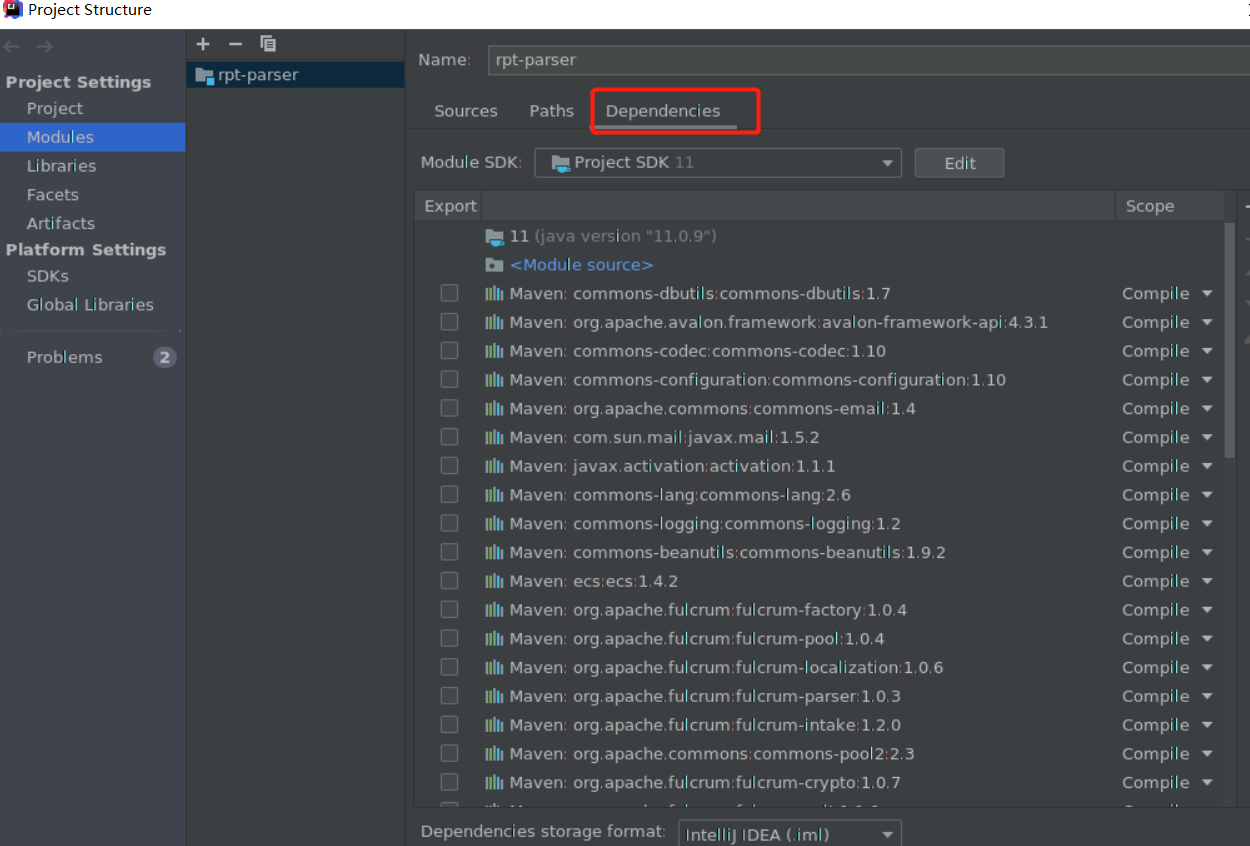 Project Structure
Project Settings
Project
Modules
Libraries
Facets
Artifacts
Platform Settings
SDKs
Global Libraries
Problems 2
rpt-parser
Name: rpt-parser
Sources Paths Dependencies
Module SDK: Project SDK 11 Edit
Export Scope
11 (java version "11.0.9")
<Module source>
Maven: commons-dbutils:commons-dbutils:1.7 Compile
Maven: org.apache.avalon.framework:avalon-framework-api:4.3.1 Compile
Maven: commons-codec:commons-codec:1.10 Compile
Maven: commons-configuration:commons-configuration:1.10 Compile
Maven: org.apache.commons:commons-email:1.4 Compile
Maven: com.sun.mail:javax.mail:1.5.2 Compile
Maven: javax.activation:activation:1.1.1 Compile
Maven: commons-lang:commons-lang:2.6 Compile
Maven: commons-logging:commons-logging:1.2 Compile
Maven: commons-beanutils:commons-beanutils:1.9.2 Compile
Maven: ecs:ecs:1.4.2 Compile
Maven: org.apache.fulcrum:fulcrum-factory:1.0.4 Compile
Maven: org.apache.fulcrum:fulcrum-pool:1.0.4 Compile
Maven: org.apache.fulcrum:fulcrum-localization:1.0.6 Compile
Maven: org.apache.fulcrum:fulcrum-parser:1.0.3 Compile
Maven: org.apache.fulcrum:fulcrum-intake:1.2.0 Compile
Maven: org.apache.commons:commons-pool2:2.3 Compile
Maven: org.apache.fulcrum:fulcrum-crypto:1.0.7 Compile
Dependencies storage format: IntelliJ IDEA (.iml)